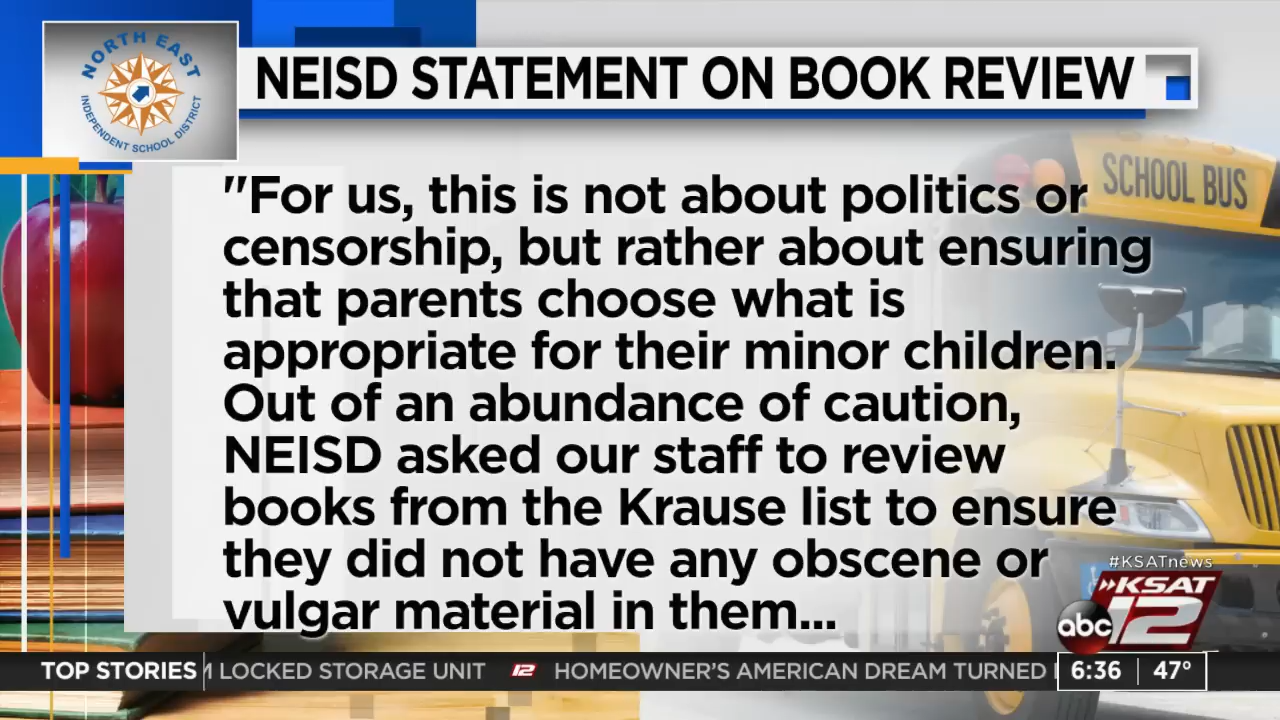 NORTH EAST
INDEPENDENT SCHOOL DISTRICT
NEISD STATEMENT ON BOOK REVIEW
SCHOOL BUS
"For us, this is not about politics or
censorship, but rather about ensuring
that parents choose what is
appropriate for their minor children.
Out of an abundance of caution,
NEISD asked our staff to review
books from the Krause list to ensure
they did not have any obscene or
vulgar material in them...
#KSATnews
KSAT
abc 12
TOP STORIES LOCKED STORAGE UNIT 12 HOMEOWNER'S AMERICAN DREAM TURNED 6:36 47°